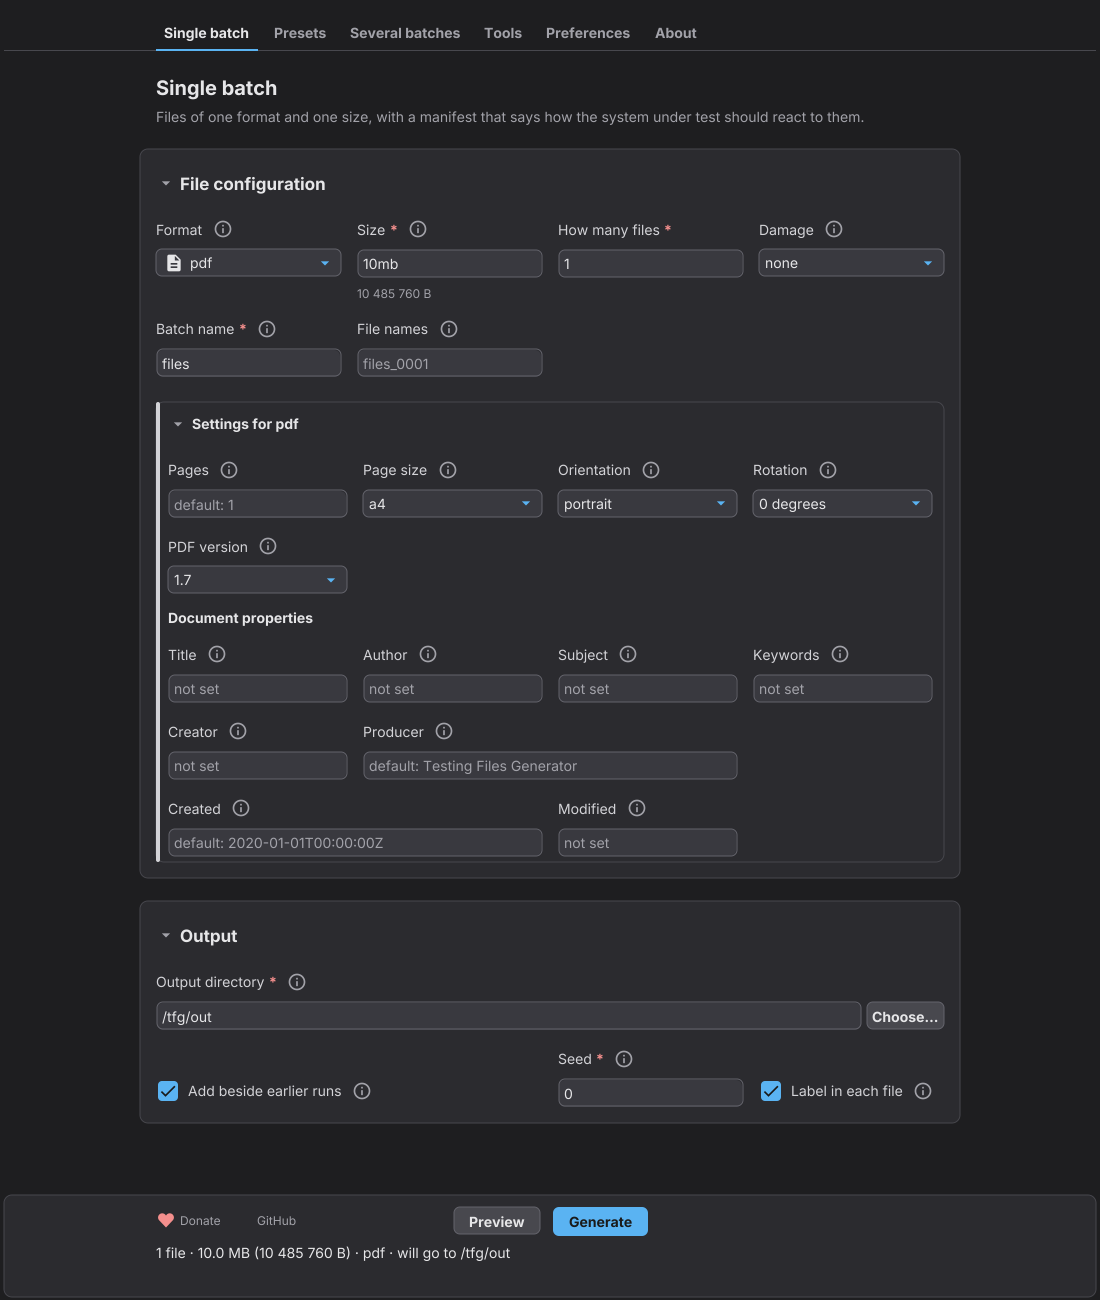 Single batch Presets Several batches Tools Preferences About
Single batch
Files of one format and one size, with a manifest that says how the system under test should react to them.
File configuration
Format Size * How many files * Damage
pdf 10mb 1 none
10 485 760 B
Batch name * File names
files files_0001
Settings for pdf
Pages Page size Orientation Rotation
default: 1 a4 portrait 0 degrees
PDF version
1.7
Document properties
Title Author Subject Keywords
not set not set not set not set
Creator Producer
not set default: Testing Files Generator
Created Modified
default: 2020-01-01T00:00:00Z not set
Output
Output directory *
/tfg/out Choose...
Seed *
Add beside earlier runs 0 Label in each file
Donate GitHub Preview Generate
1 file · 10.0 MB (10 485 760 B) · pdf · will go to /tfg/out